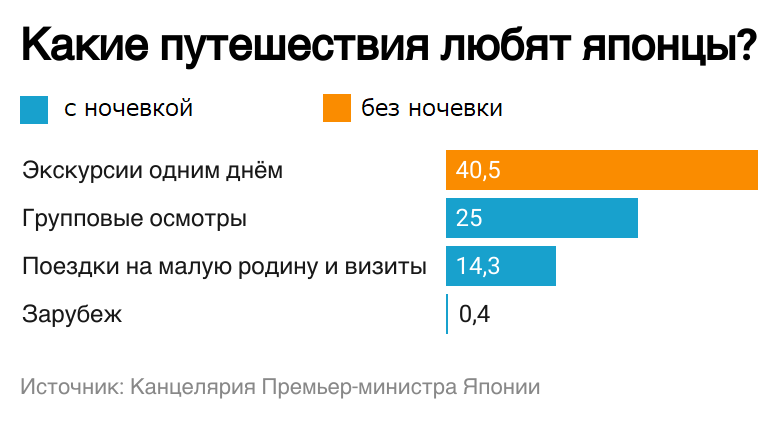 Какие путешествия любят японцы?
с ночевкой без ночевки
Экскурсии одним днём 40,5
Групповые осмотры 25
Поездки на малую родину и визиты 14,3
Зарубеж 0,4
Источник: Канцелярия Премьер-министра Японии